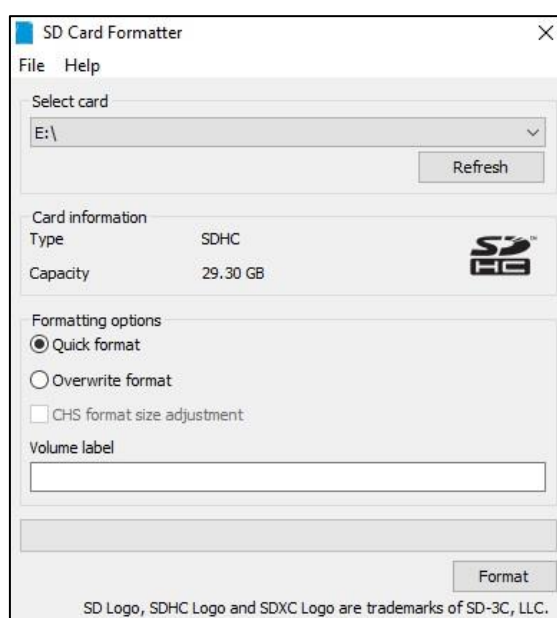 SD Card Formatter
File Help
Select card
E:\
Refresh
Card information
Type SDHC
SD™
HC
Capacity 29.30 GB
Formatting options
Quick format
Overwrite format
CHS format size adjustment
Volume label
Format
SD Logo, SDHC Logo and SDXC Logo are trademarks of SD-3C, LLC.